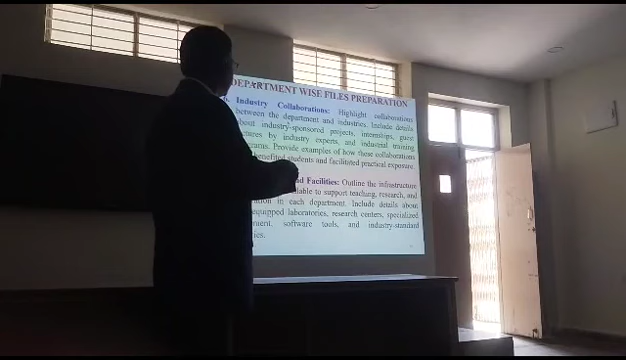 DEPARTMENT WISE FILES PREPARATION
Industry Collaborations: Highlight collaborations
between the department and industries. Include details
about industry-sponsored projects, internships, guest
by industry experts, and industrial training
Provide examples of how these collaborations
benefited students and facilitated practical exposure.
Facilities: Outline the infrastructure
to support teaching, research, and
in each department. Include details about
equipped laboratories, research centers, specialized
software tools, and industry-standard